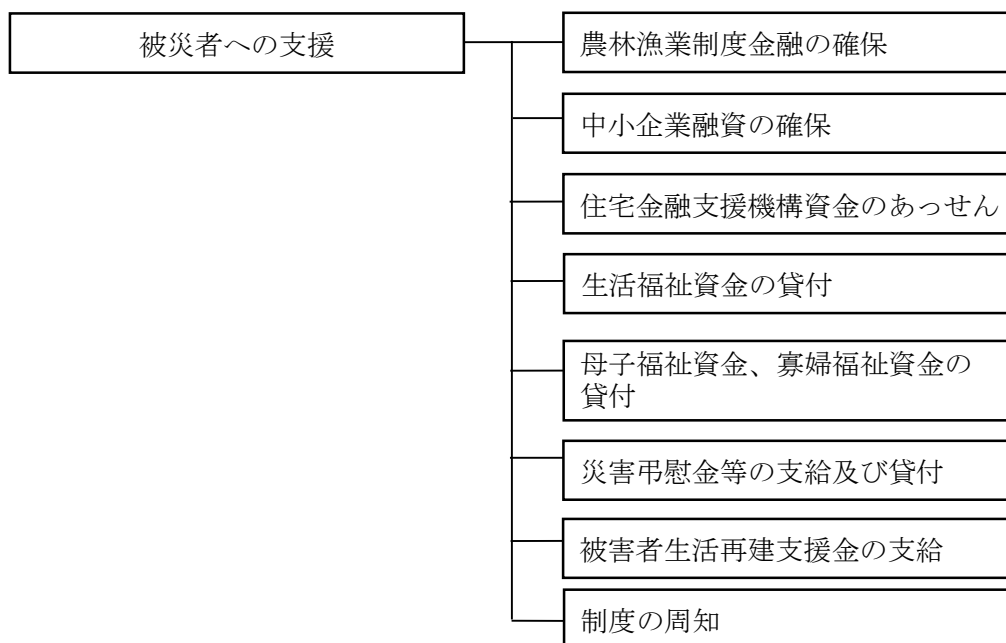 被災者への支援
農林漁業制度金融の確保
中小企業融資の確保
住宅金融支援機構資金のあっせん
生活福祉資金の貸付
母子福祉資金、寡婦福祉資金の
貸付
災害弔慰金等の支給及び貸付
被害者生活再建支援金の支給
制度の周知